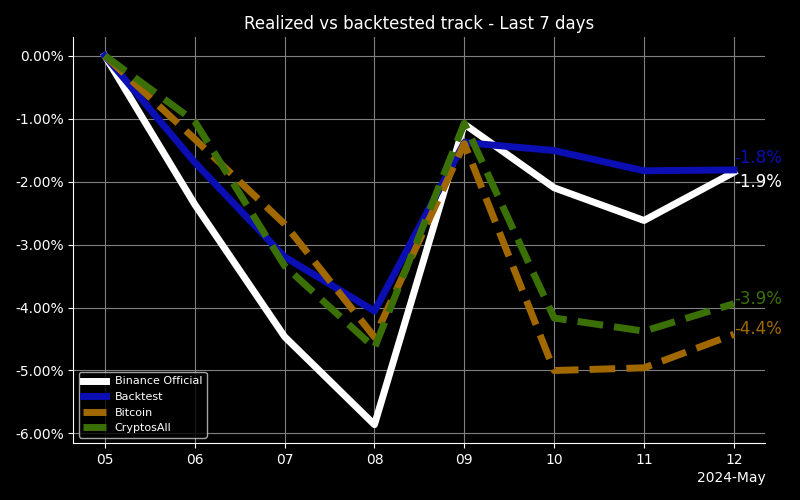 Realized vs backtested track - Last 7 days
0.00%
-1.00%
-2.00%
-3.00%
-4.00%
-5.00%
-6.00%
-1.8%
-1.9%
-3.9%
-4.4%
Binance Official
Backtest
Bitcoin
CryptosAll
05 06 07 08 09 10 11 12
2024-May